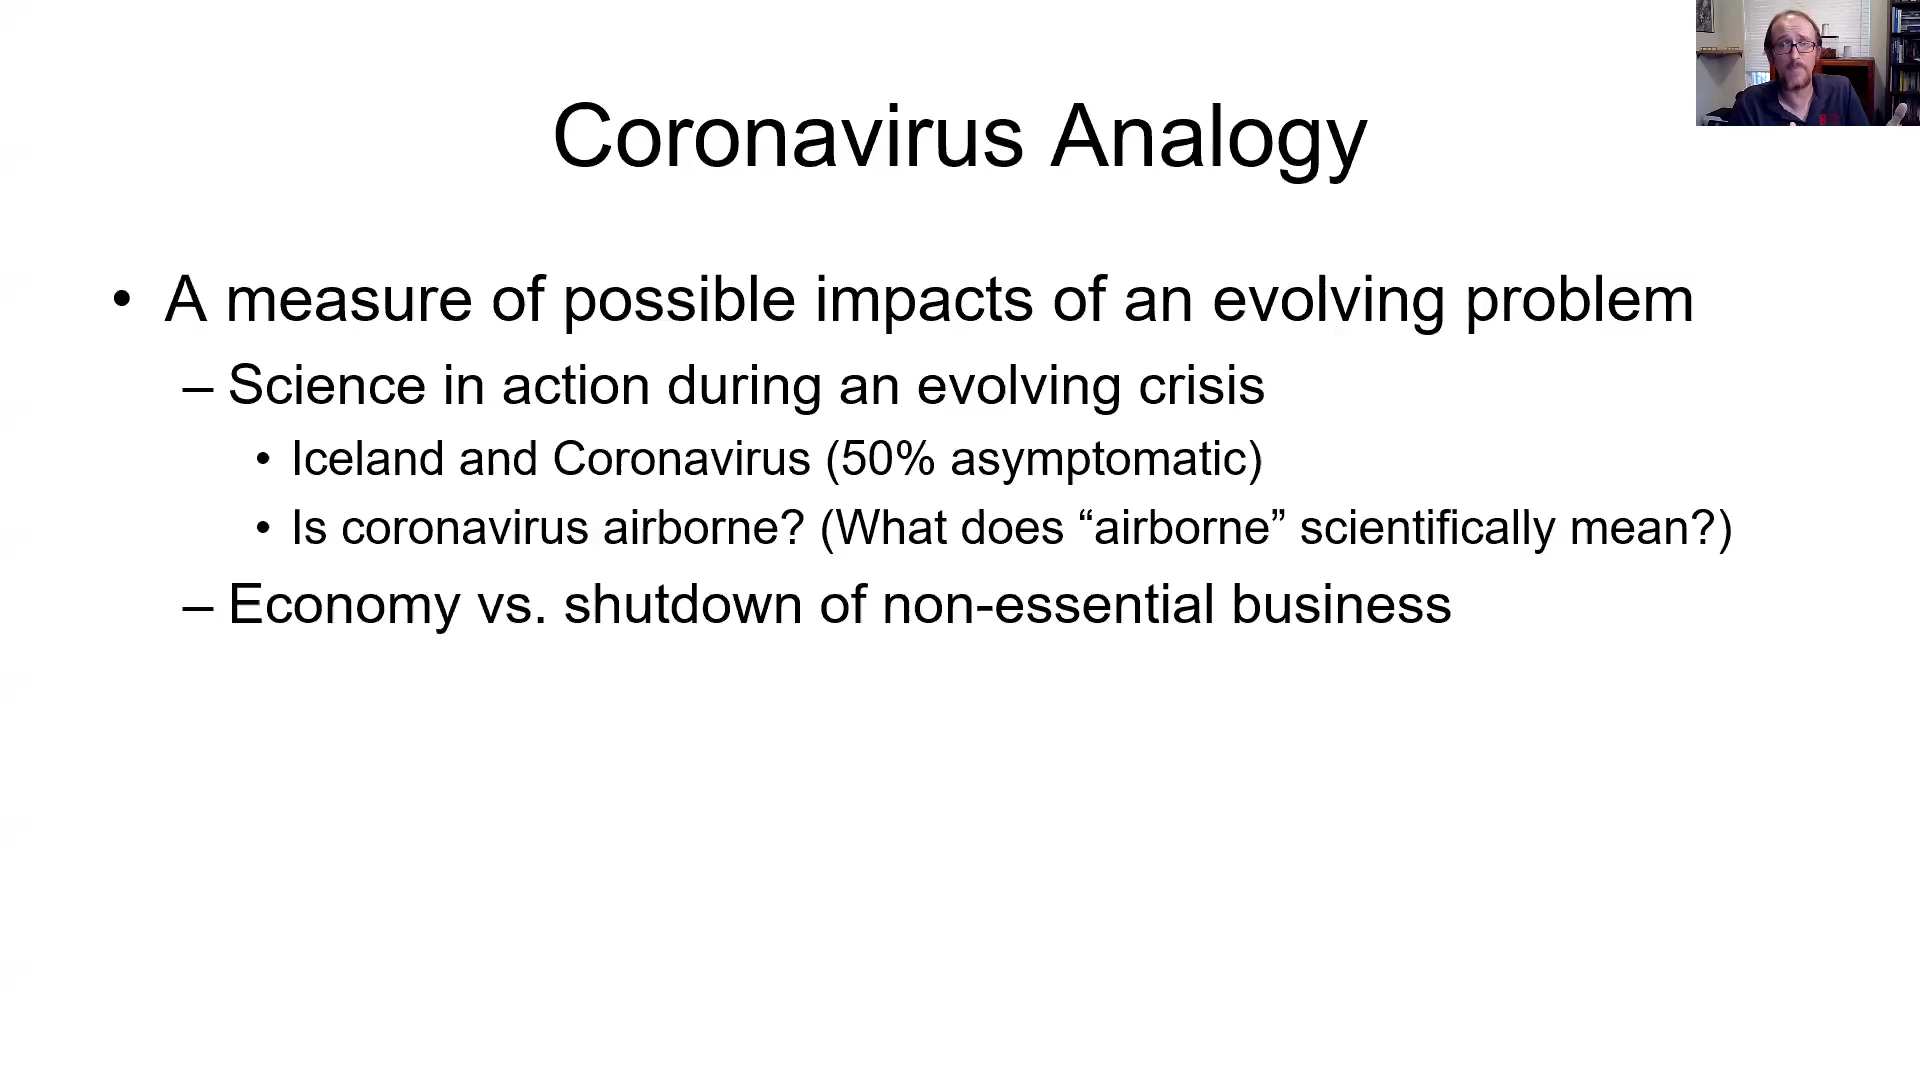 Coronavirus Analogy
• A measure of possible impacts of an evolving problem
– Science in action during an evolving crisis
• Iceland and Coronavirus (50% asymptomatic)
• Is coronavirus airborne? (What does “airborne” scientifically mean?)
– Economy vs. shutdown of non-essential business